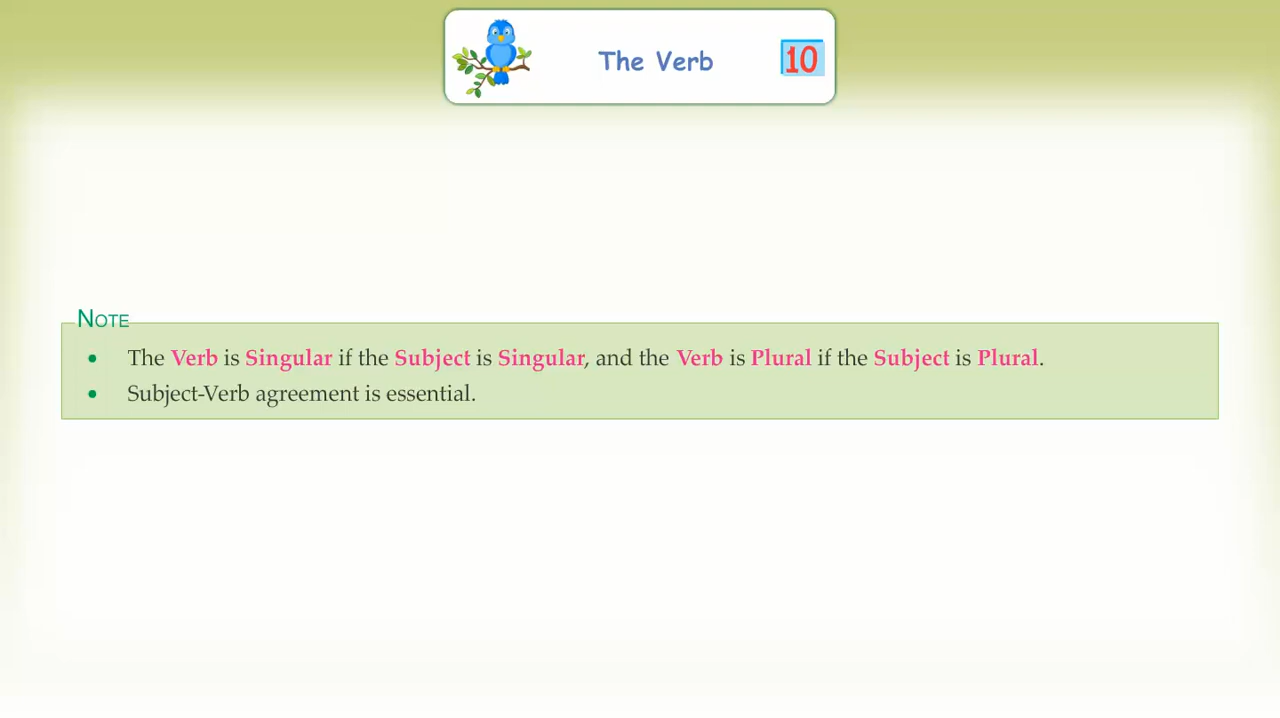 The Verb 10
NOTE
• The Verb is Singular if the Subject is Singular, and the Verb is Plural if the Subject is Plural.
• Subject-Verb agreement is essential.